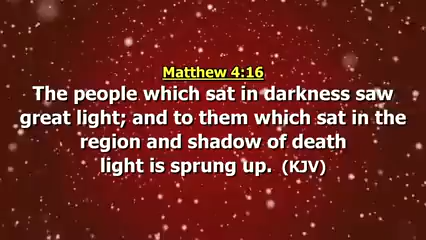 Matthew 4:16
The people which sat in darkness saw
great light; and to them which sat in the
region and shadow of death
light is sprung up. (KJV)